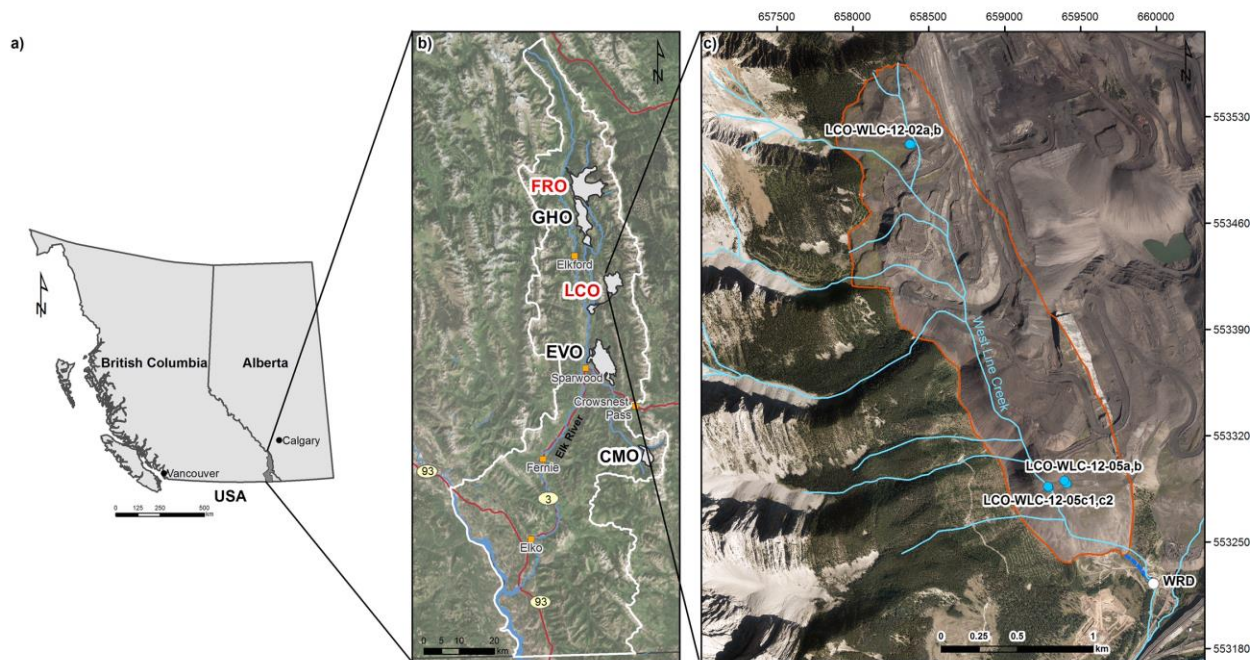 a)
N
British Columbia
Alberta
Calgary
Vancouver
USA
0 125 250 500
km
b)
N
FRO
GHO
Elkford
LCO
EVO
Sparwood
Crowsnest
Pass
Elk River
Fernie
CMO
93
3
Elko
93
0 5 10 20
km
657500 658000 658500 659000 659500 660000
c)
N
LCO-WLC-12-02a,b
553530
553460
553390
West Line Creek
553320
LCO-WLC-12-05a,b
LCO-WLC-12-05c1,c2
553250
WRD
0 0.25 0.5 1
km
553180